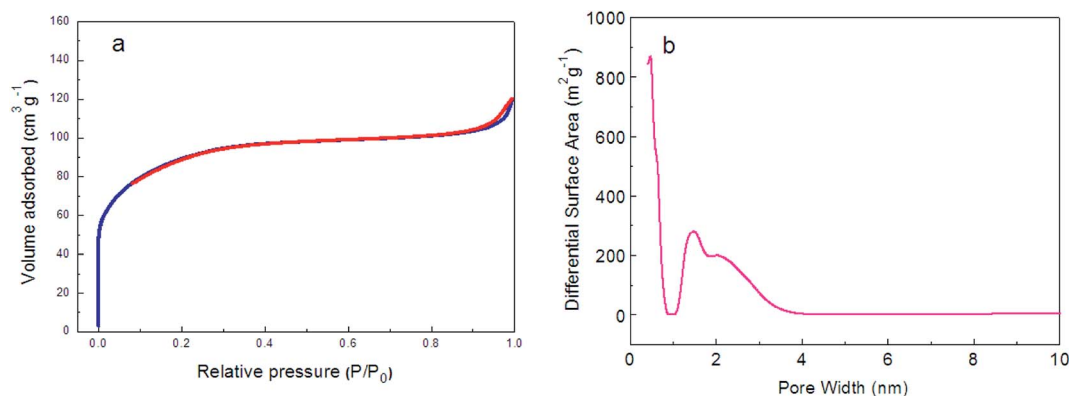 a
160
140
120
100
80
60
40
20
0
Volume adsorbed (cm³ g⁻¹)
0.0 0.2 0.4 0.6 0.8 1.0
Relative pressure (P/P₀)
b
1000
800
600
400
200
0
Differential Surface Area (m²g⁻¹)
0 2 4 6 8 10
Pore Width (nm)